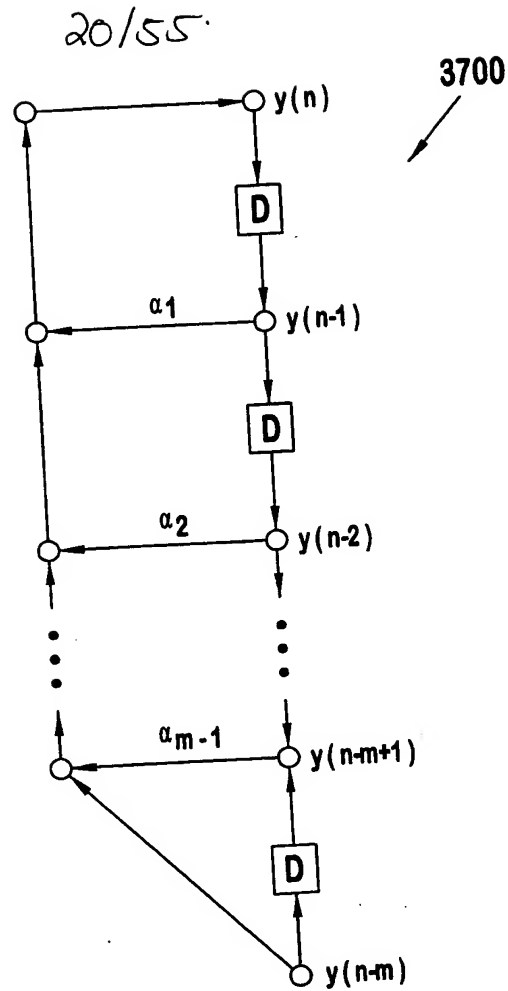 20/55
3700
y(n)
D
α1
y(n-1)
D
α2
y(n-2)
αm-1
y(n-m+1)
D
y(n-m)